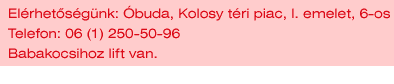 Elérhetőségünk: Óbuda, Kolosy téri piac, I. emelet, 6-os
Telefon: 06 (1) 250-50-96
Babakocsihoz lift van.